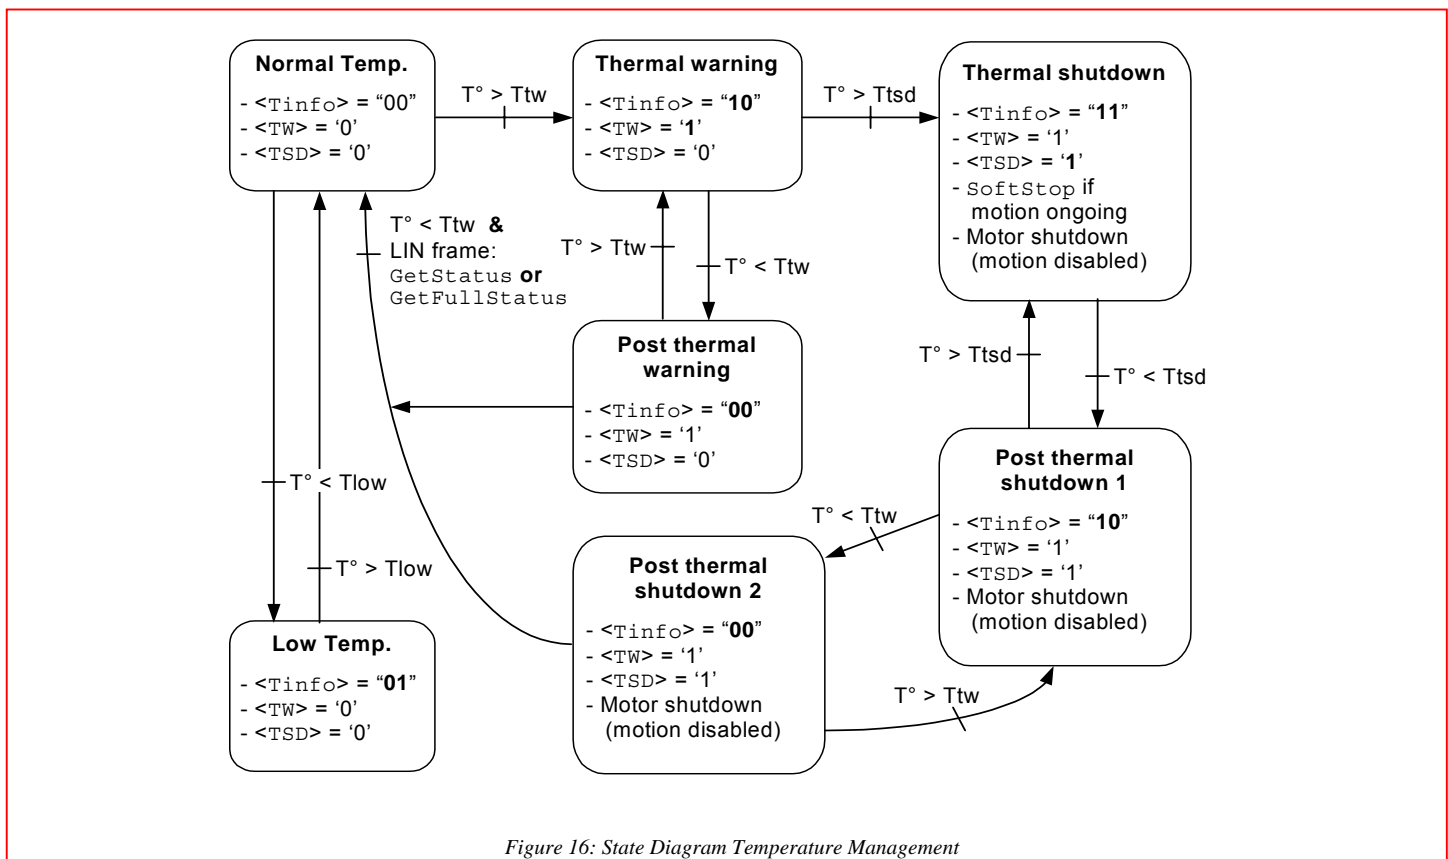 Normal Temp.
- <Tinfo> = “00”
- <TW> = ‘0’
- <TSD> = ‘0’
T° > Ttw
Thermal warning
- <Tinfo> = “10”
- <TW> = ‘1’
- <TSD> = ‘0’
T° > Ttsd
Thermal shutdown
- <Tinfo> = “11”
- <TW> = ‘1’
- <TSD> = ‘1’
- SoftStop if
motion ongoing
- Motor shutdown
(motion disabled)
T° < Ttw &
LIN frame:
GetStatus or
GetFullStatus
T° > Ttw
T° < Ttw
Post thermal
warning
- <Tinfo> = “00”
- <TW> = ‘1’
- <TSD> = ‘0’
T° > Ttsd
T° < Ttsd
Post thermal
shutdown 1
- <Tinfo> = “10”
- <TW> = ‘1’
- <TSD> = ‘1’
- Motor shutdown
(motion disabled)
T° < Tlow
T° > Tlow
T° < Ttw
Post thermal
shutdown 2
- <Tinfo> = “00”
- <TW> = ‘1’
- <TSD> = ‘1’
- Motor shutdown
(motion disabled)
T° > Ttw
Low Temp.
- <Tinfo> = “01”
- <TW> = ‘0’
- <TSD> = ‘0’
Figure 16: State Diagram Temperature Management